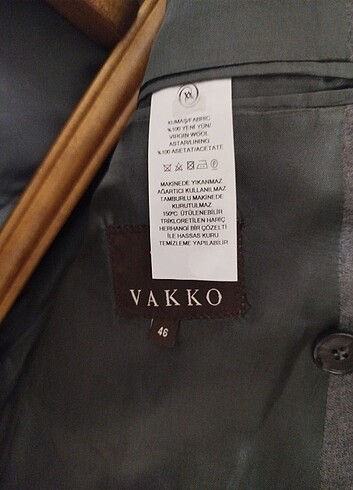 KUMAŞ/FABRIC
%100 YENİ YÜN/
VIRGIN WOOL
ASTAR/LINING
%100 ASETAT/ACETATE
MAKİNEDE YIKANMAZ
AĞARTICI KULLANILMAZ
TAMBURLU MAKİNEDE
KURUTULMAZ
150ºC ÜTÜLENEBİLİR
TRİKLORETİLEN HARİÇ
HERHANGİ BİR ÇÖZELTİ
İLE HASSAS KURU
TEMİZLEME YAPILABİLİR
VAKKO
46